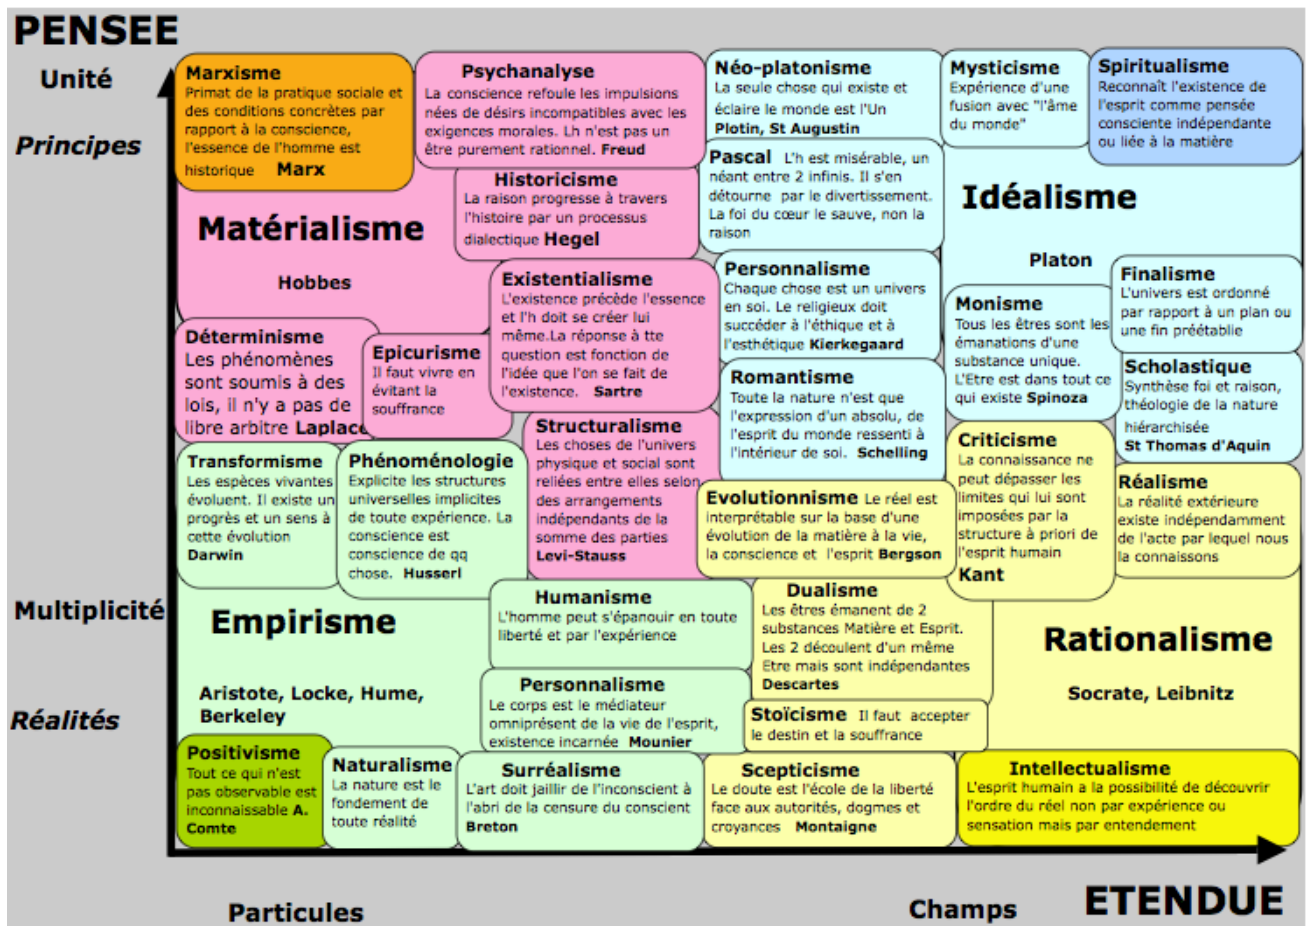 PENSEE
Unité
Principes
Multiplicité
Réalités
Marxisme
Primat de la pratique sociale et
des conditions concrètes par
rapport à la conscience,
l'essence de l'homme est
historique Marx
Psychanalyse
La conscience refoule les impulsions
nées de désirs incompatibles avec les
exigences morales. Lh n'est pas un
être purement rationnel. Freud
Néo-platonisme
La seule chose qui existe et
éclaire le monde est l'Un
Plotin, St Augustin
Mysticisme
Expérience d'une
fusion avec "l'âme
du monde"
Spiritualisme
Reconnaît l'existence de
l'esprit comme pensée
consciente indépendante
ou liée à la matière
Matérialisme
Hobbes
Historicisme
La raison progresse à travers
l'histoire par un processus
dialectique Hegel
Pascal L'h est misérable, un
néant entre 2 infinis. Il s'en
détourne par le divertissement.
La foi du cœur le sauve, non la
raison
Idéalisme
Platon
Existentialisme
L'existence précède l'essence
et l'h doit se créer lui
même.La réponse à tte
question est fonction de
l'idée que l'on se fait de
l'existence. Sartre
Personnalisme
Chaque chose est un univers
en soi. Le religieux doit
succéder à l'éthique et à
l'esthétique Kierkegaard
Monisme
Tous les êtres sont les
émanations d'une
substance unique.
L'Etre est dans tout ce
qui existe Spinoza
Finalisme
L'univers est ordonné
par rapport à un plan ou
une fin préétablie
Déterminisme
Les phénomènes
sont soumis à des
lois, il n'y a pas de
libre arbitre Laplace
Epicurisme
Il faut vivre en
évitant la
souffrance
Romantisme
Toute la nature n'est que
l'expression d'un absolu, de
l'esprit du monde ressenti à
l'intérieur de soi. Schelling
Scholastique
Synthèse foi et raison,
théologie de la nature
hiérarchisée
St Thomas d'Aquin
Transformisme
Les espèces vivantes
évoluent. Il existe un
progrès et un sens à
cette évolution
Darwin
Phénoménologie
Explicite les structures
universelles implicites
de toute expérience. La
conscience est
conscience de qq
chose. Husserl
Structuralisme
Les choses de l'univers
physique et social sont
reliées entre elles selon
des arrangements
indépendants de la
somme des parties
Levi-Stauss
Evolutionnisme Le réel est
interprétable sur la base d'une
évolution de la matière à la vie,
la conscience et l'esprit Bergson
Criticisme
La connaissance ne
peut dépasser les
limites qui lui sont
imposées par la
structure à priori de
l'esprit humain
Kant
Réalisme
La réalité extérieure
existe indépendamment
de l'acte par lequel nous
la connaissons
Empirisme
Aristote, Locke, Hume,
Berkeley
Humanisme
L'homme peut s'épanouir en toute
liberté et par l'expérience
Dualisme
Les êtres émanent de 2
substances Matière et Esprit.
Les 2 découlent d'un même
Etre mais sont indépendantes
Descartes
Rationalisme
Socrate, Leibnitz
Personnalisme
Le corps est le médiateur
omniprésent de la vie de l'esprit,
existence incarnée Mounier
Stoïcisme Il faut accepter
le destin et la souffrance
Positivisme
Tout ce qui n'est
pas observable est
inconnaissable A.
Comte
Naturalisme
La nature est le
fondement de
toute réalité
Surréalisme
L'art doit jaillir de l'inconscient à
l'abri de la censure du conscient
Breton
Scepticisme
Le doute est l'école de la liberté
face aux autorités, dogmes et
croyances Montaigne
Intellectualisme
L'esprit humain a la possibilité de découvrir
l'ordre du réel non par expérience ou
sensation mais par entendement
Particules
Champs
ETENDUE